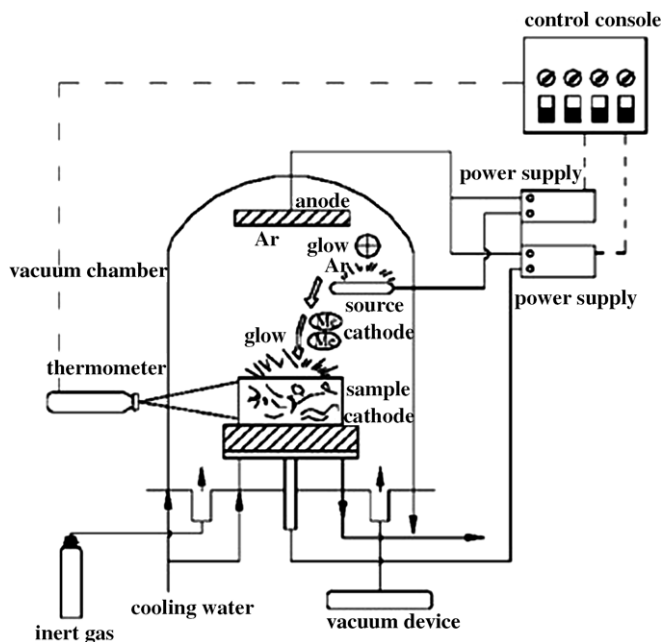 control console
power supply
anode
Ar
glow
Ar
vacuum chamber
source
power supply
cathode
Me
Me
glow
thermometer
sample
cathode
cooling water
vacuum device
inert gas